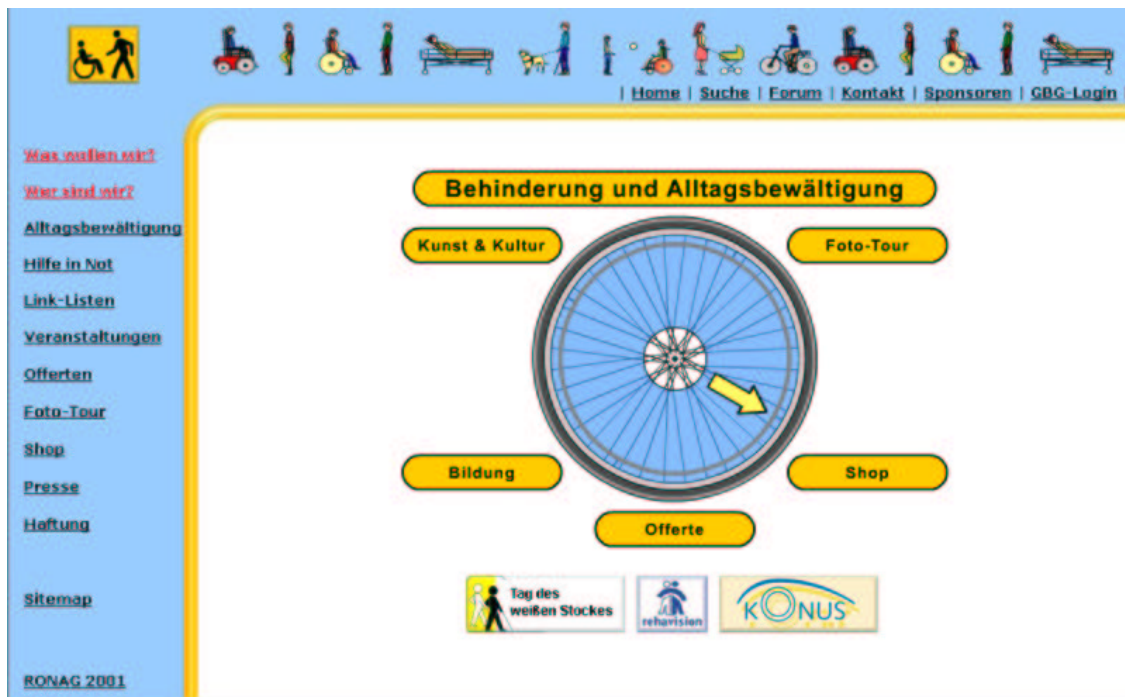 | Home | Suche | Forum | Kontakt | Sponsoren | GBG-Login |
Was wollen wir?
Wer sind wir?
Alltagsbewältigung
Hilfe in Not
Link-Listen
Veranstaltungen
Offerten
Foto-Tour
Shop
Presse
Haftung
Sitemap
RONAG 2001
Behinderung und Alltagsbewältigung
Kunst & Kultur
Foto-Tour
Bildung
Shop
Offerte
Tag des
weißen Stockes
rehavision
KONUS